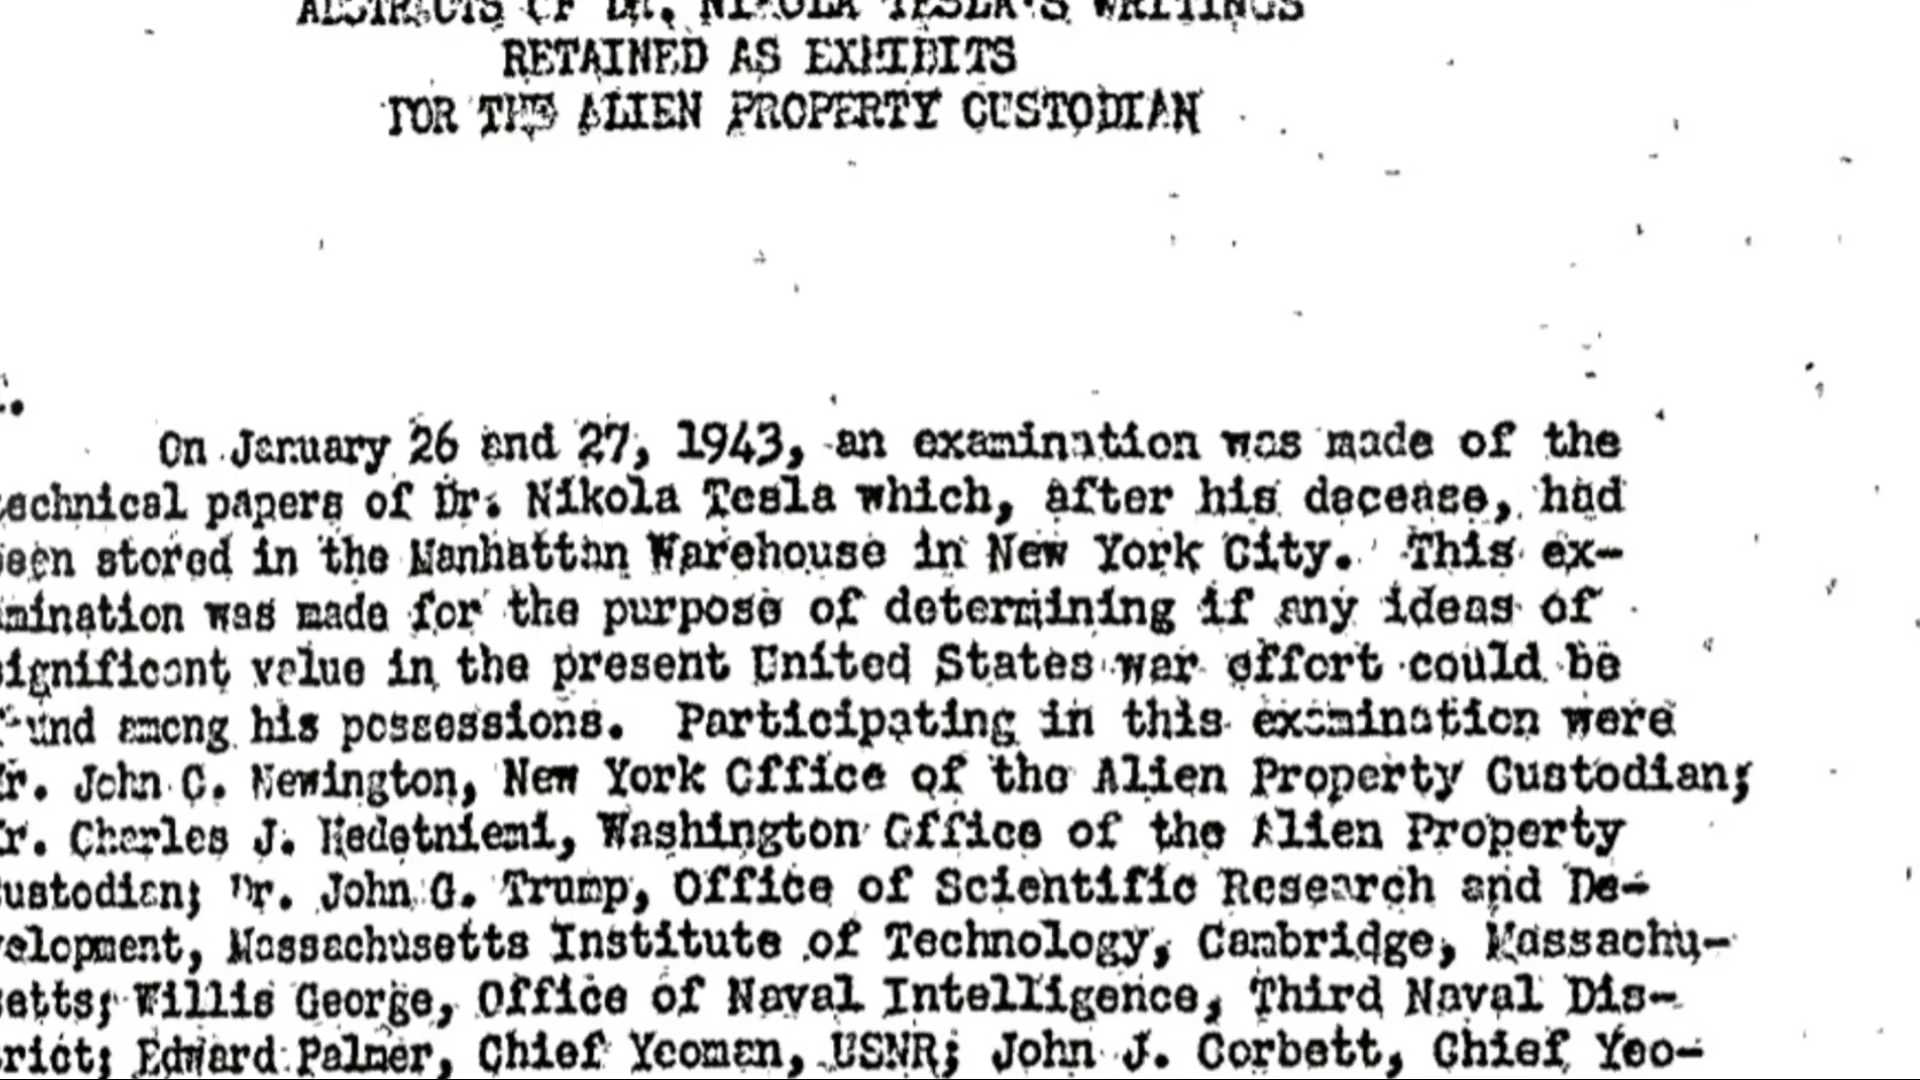 ABSTRACTS OF DR. NIKOLA TESLA'S WRITINGS
RETAINED AS EXHIBITS
FOR THE ALIEN PROPERTY CUSTODIAN
On January 26 and 27, 1943, an examination was made of the
technical papers of Dr. Nikola Tesla which, after his decease, had
been stored in the Manhattan Warehouse in New York City. This ex-
amination was made for the purpose of determining if any ideas of
significant value in the present United States war effort could be
found among his possessions. Participating in this examination were
Mr. John C. Newington, New York Office of the Alien Property Custodian;
Mr. Charles J. Hedetniemi, Washington Office of the Alien Property
Custodian; Dr. John G. Trump, Office of Scientific Research and De-
velopment, Massachusetts Institute of Technology, Cambridge, Massachu-
setts; Willis George, Office of Naval Intelligence, Third Naval Dis-
trict; Edward Palmer, Chief Yeoman, USNR; John J. Corbett, Chief Yeo-